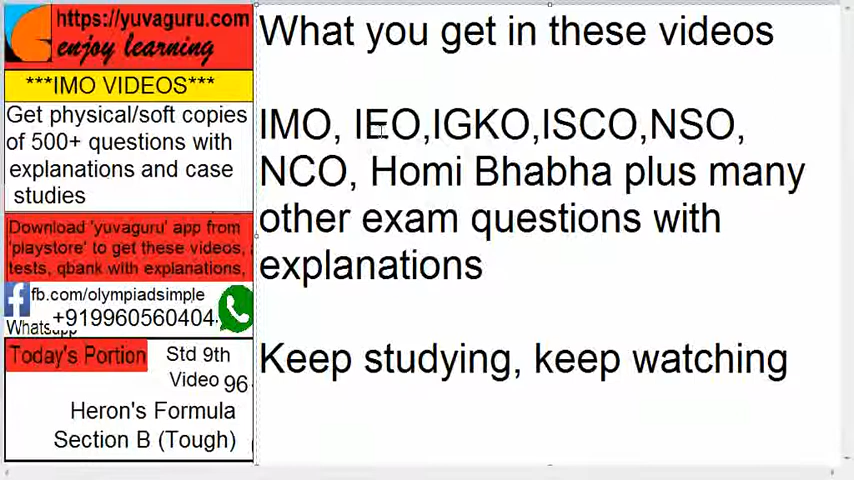 https://yuvaguru.com
enjoy learning
***IMO VIDEOS***
Get physical/soft copies
of 500+ questions with
explanations and case
studies
Download 'yuvaguru' app from
'playstore' to get these videos,
tests, qbank with explanations,
fb.com/olympiadsimple
Whatsapp +919960560404
Today's Portion Std 9th
Video 96
Heron's Formula
Section B (Tough)
What you get in these videos
IMO, IEO,IGKO,ISCO,NSO,
NCO, Homi Bhabha plus many
other exam questions with
explanations
Keep studying, keep watching